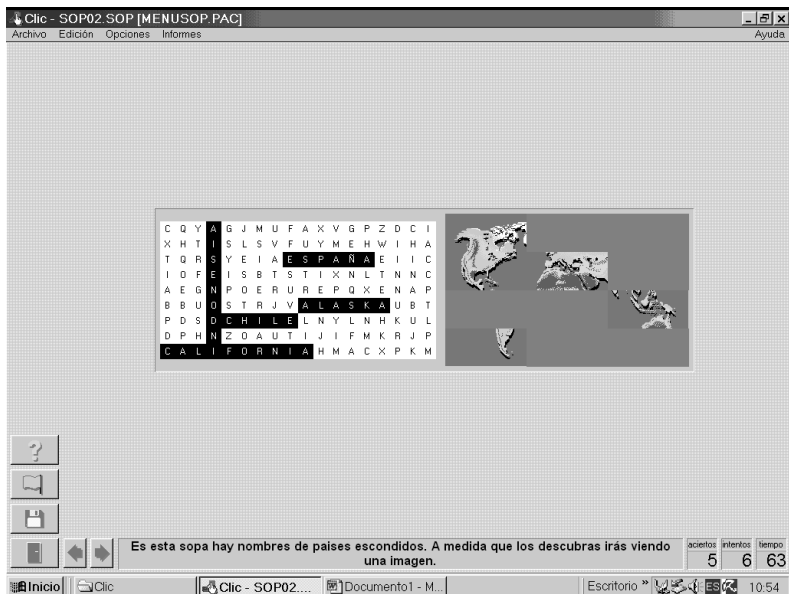 Clic - SOP02.SOP [MENUSOP.PAC]
Archivo Edición Opciones Informes Ayuda
C Q Y A G J M U F A X V G P Z D C I
X H T I S L S V F U Y M E H W I H A
T Q R S Y E I A E S P A Ñ A E I I C
I O F E I S B T S T I X N L T N N C
A E G N P O E R U R E P Q X E N A P
B B U O S T R J V A L A S K A U B T
P D S D C H I L E L N Y L N H K U L
D P H N Z O A U T I J I F M K R J P
C A L I F O R N I A H M A C X P K M
?
Es esta sopa hay nombres de paises escondidos. A medida que los descubras irás viendo
una imagen.
aciertos intentos tiempo
5 6 63
Inicio Clic Clic - SOP02.... Documento1 - M... Escritorio » ES 10:54